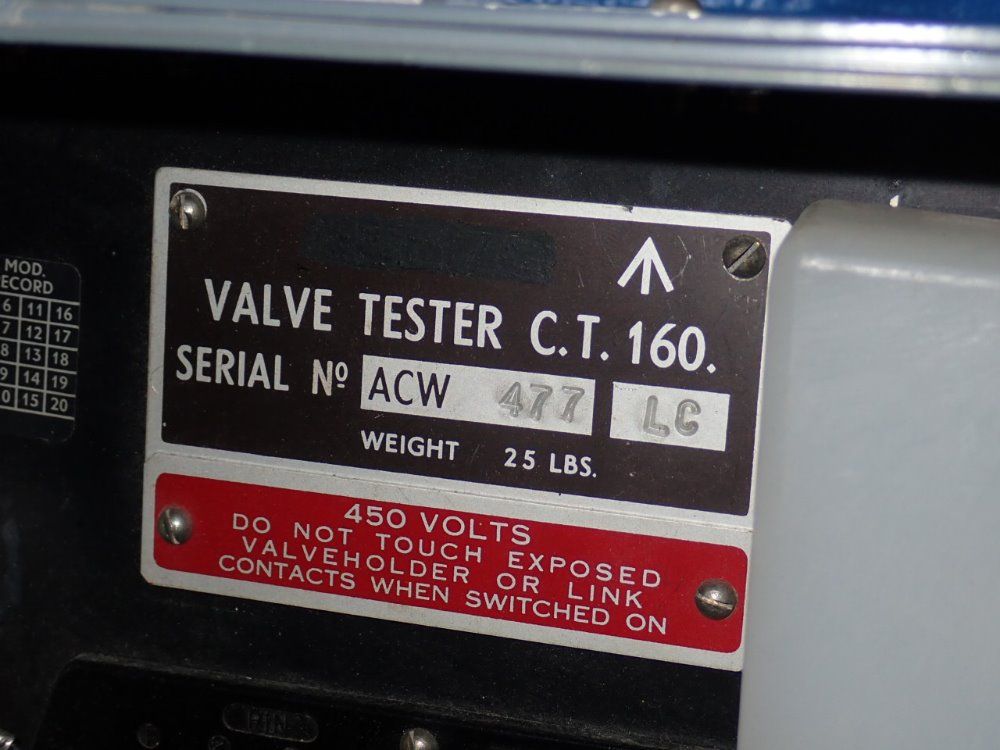 MOD.
ECORD
6 11 16
7 12 17
8 13 18
9 14 19
0 15 20
VALVE TESTER C.T. 160.
SERIAL Nº ACW 477 LC
WEIGHT 25 LBS.
450 VOLTS
DO NOT TOUCH EXPOSED
VALVEHOLDER OR LINK
CONTACTS WHEN SWITCHED ON